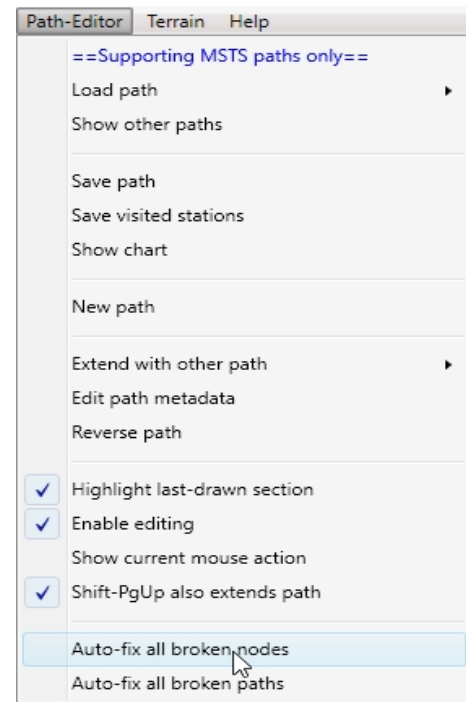 Path-Editor Terrain Help
==Supporting MSTS paths only==
Load path
Show other paths
Save path
Save visited stations
Show chart
New path
Extend with other path
Edit path metadata
Reverse path
Highlight last-drawn section
Enable editing
Show current mouse action
Shift-PgUp also extends path
Auto-fix all broken nodes
Auto-fix all broken paths